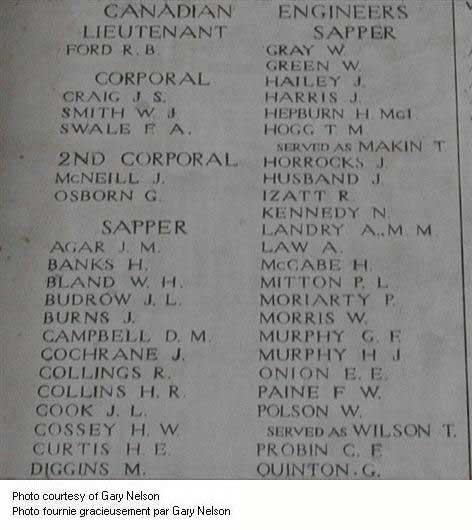 CANADIAN ENGINEERS
LIEUTENANT
FORD R. B.
CORPORAL
CRAIG J. S.
SMITH W. J.
SWALE F. A.
2ND CORPORAL
McNEILL J.
OSBORN G.
SAPPER
AGAR J. M.
BANKS H.
BLAND W. H.
BUDROW J. L.
BURNS J.
CAMPBELL D. M.
COCHRANE J.
COLLINGS R.
COLLINS H. R.
COOK J. L.
COSSEY H. W.
CURTIS H. E.
DIGGINS M.
SAPPER
GRAY W.
GREEN W.
HAILEY J.
HARRIS J.
HEPBURN H. McI.
HOGG T. M.
SERVED AS MAKIN T.
HORROCKS J.
HUSBAND J.
IZATT R.
KENNEDY N.
LANDRY A., M. M.
LAW A.
McCABE H.
MITTON P. L.
MORIARTY P.
MORRIS W.
MURPHY G. F.
MURPHY H. J.
ONION E. E.
PAINE F. W.
POLSON W.
SERVED AS WILSON T.
PROBIN C. F.
QUINTON G.
Photo courtesy of Gary Nelson
Photo fournie gracieusement par Gary Nelson